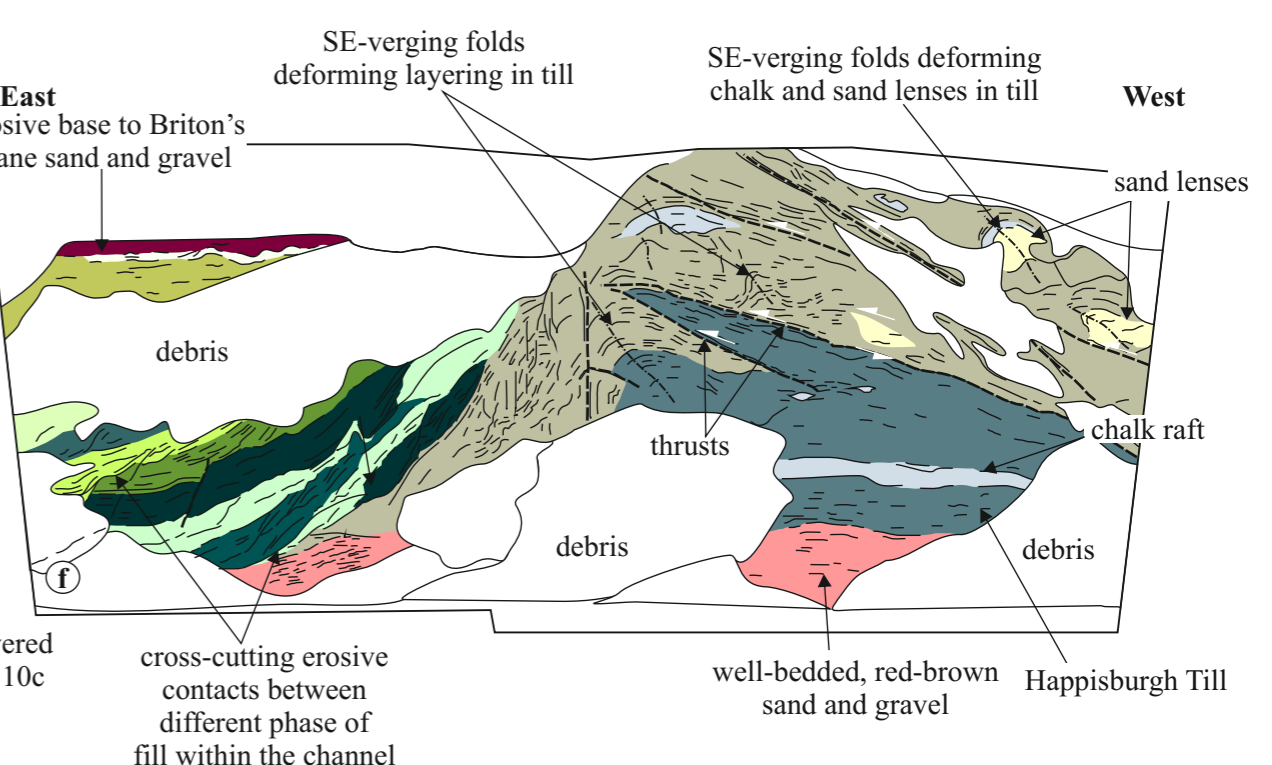 SE-verging folds
deforming layering in till
SE-verging folds deforming
chalk and sand lenses in till
East
West
osive base to Briton's
ane sand and gravel
sand lenses
debris
thrusts
chalk raft
debris
debris
f
ered
10c
cross-cutting erosive
contacts between
different phase of
fill within the channel
well-bedded, red-brown
sand and gravel
Happisburgh Till